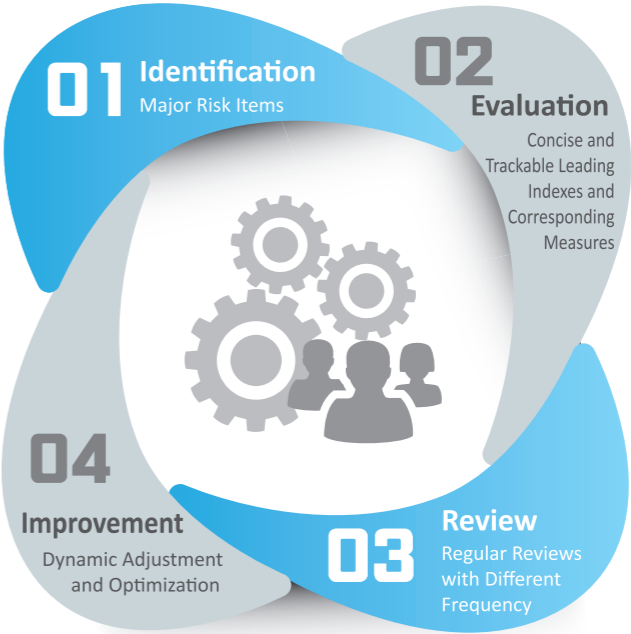 01
Identification
Major Risk Items
02
Evaluation
Concise and
Trackable Leading
Indexes and
Corresponding
Measures
03
Review
Regular Reviews
with Different
Frequency
04
Improvement
Dynamic Adjustment
and Optimization